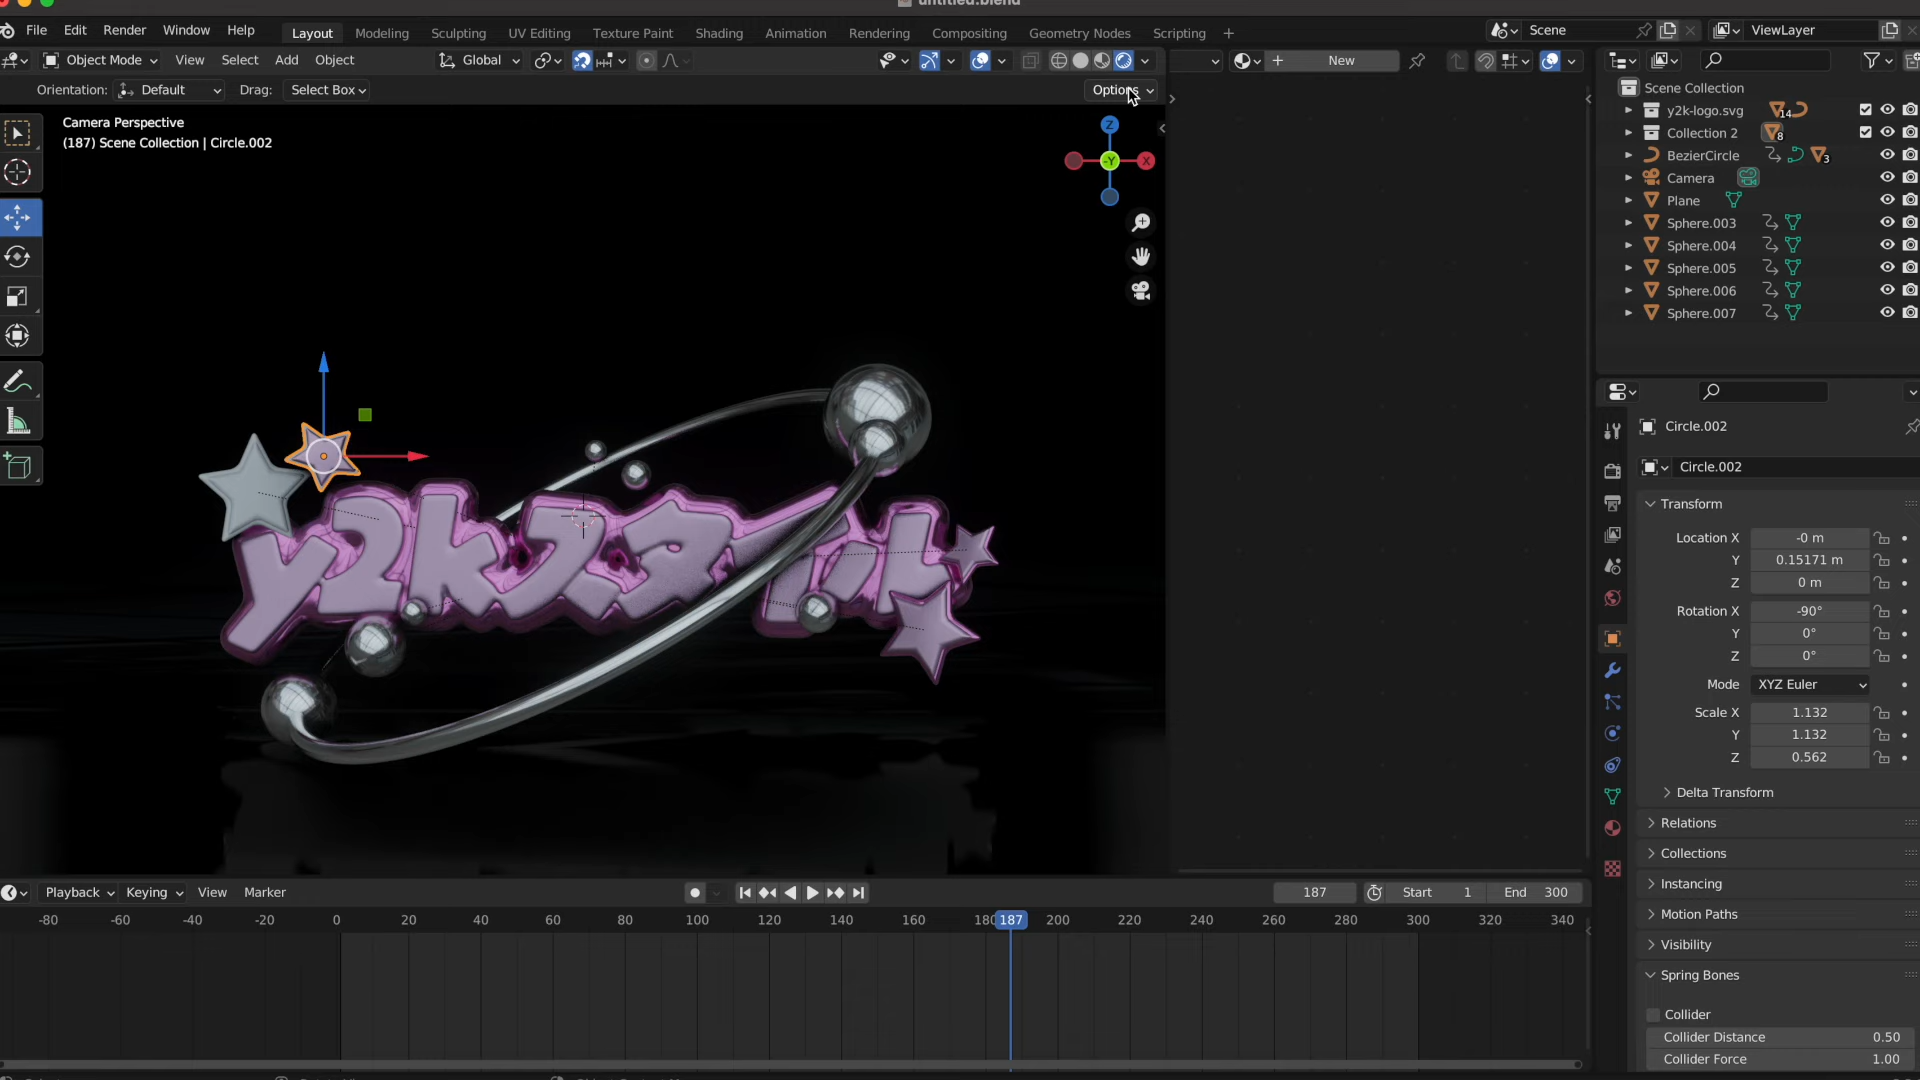 untitled.blend
File Edit Render Window Help Layout Modeling Sculpting UV Editing Texture Paint Shading Animation Rendering Compositing Geometry Nodes Scripting + Scene ViewLayer
Object Mode View Select Add Object Global New
Orientation: Default Drag: Select Box Options
Camera Perspective
(187) Scene Collection | Circle.002
Z
-Y
X
Scene Collection
y2k-logo.svg 14
Collection 2 8
BezierCircle 3
Camera
Plane
Sphere.003
Sphere.004
Sphere.005
Sphere.006
Sphere.007
Circle.002
Circle.002
Transform
Location X -0 m
Y 0.15171 m
Z 0 m
Rotation X -90°
Y 0°
Z 0°
Mode XYZ Euler
Scale X 1.132
Y 1.132
Z 0.562
Delta Transform
Relations
Collections
Instancing
Motion Paths
Visibility
Spring Bones
Collider
Collider Distance 0.50
Collider Force 1.00
Playback Keying View Marker 187 Start 1 End 300
-80 -60 -40 -20 0 20 40 60 80 100 120 140 160 180 187 200 220 240 260 280 300 320 340